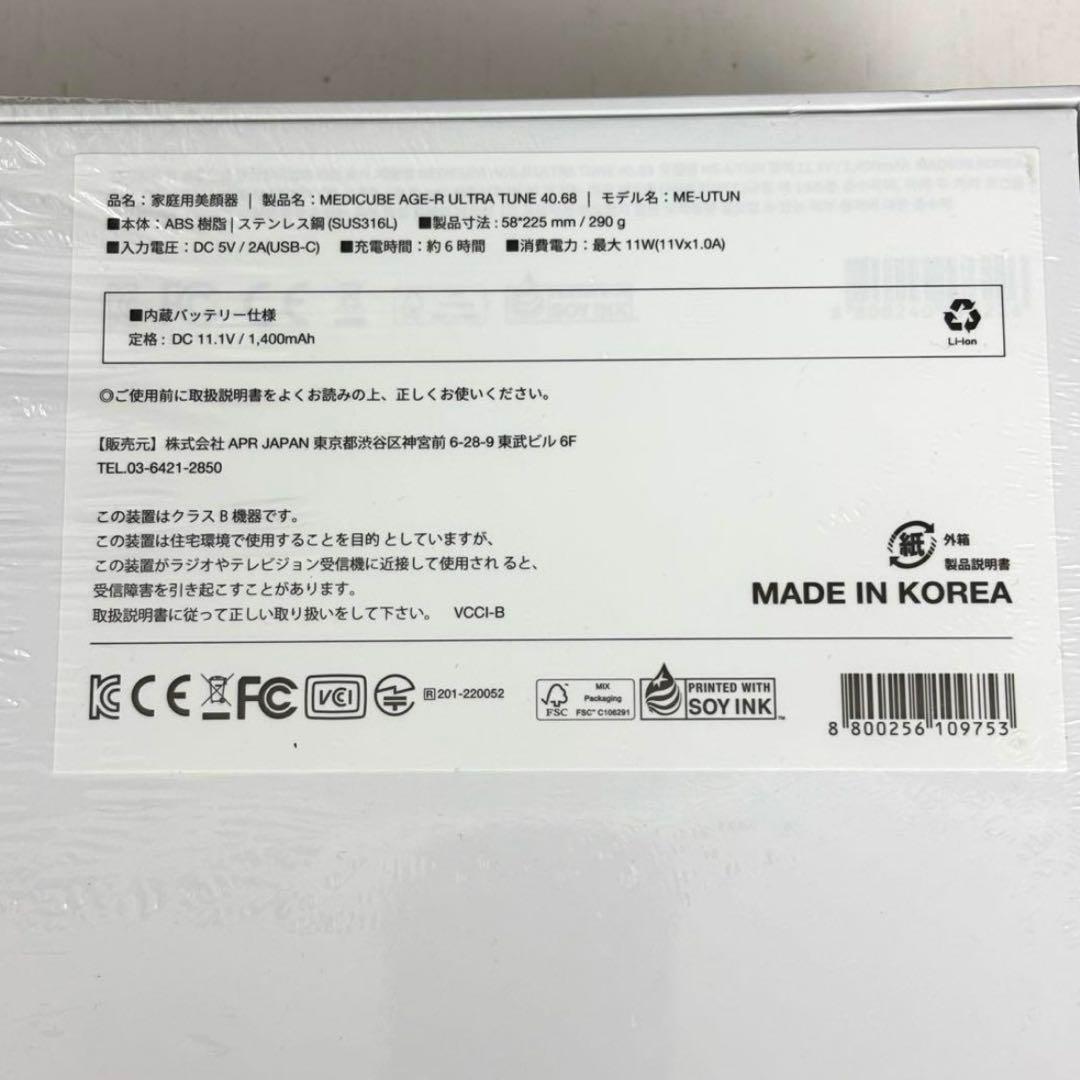 品名：家庭用美顔器 | 製品名：MEDICUBE AGE-R ULTRA TUNE 40.68 | モデル名：ME-UTUN
■本体：ABS 樹脂 | ステンレス鋼 (SUS316L) ■製品寸法 : 58*225 mm / 290 g
■入力電圧：DC 5V / 2A(USB-C) ■充電時間：約 6 時間 ■消費電力：最大 11W(11Vx1.0A)
■内蔵バッテリー仕様
定格 : DC 11.1V / 1,400mAh
Li-ion
◎ご使用前に取扱説明書をよくお読みの上、正しくお使いください。
【販売元】株式会社 APR JAPAN 東京都渋谷区神宮前 6-28-9 東武ビル 6F
TEL.03-6421-2850
この装置はクラス B 機器です。
この装置は住宅環境で使用することを目的 としていますが、
この装置がラジオやテレビジョン受信機に近接して使用され ると、
受信障害を引き起こすことがあります。
取扱説明書に従って正しい取り扱いをして下さい。 VCCI-B
紙 外箱
製品説明書
MADE IN KOREA
KC CE FC VCI R 201-220052
FSC MIX Packaging FSC™ C106291
PRINTED WITH SOY INK™
8 800256 109753